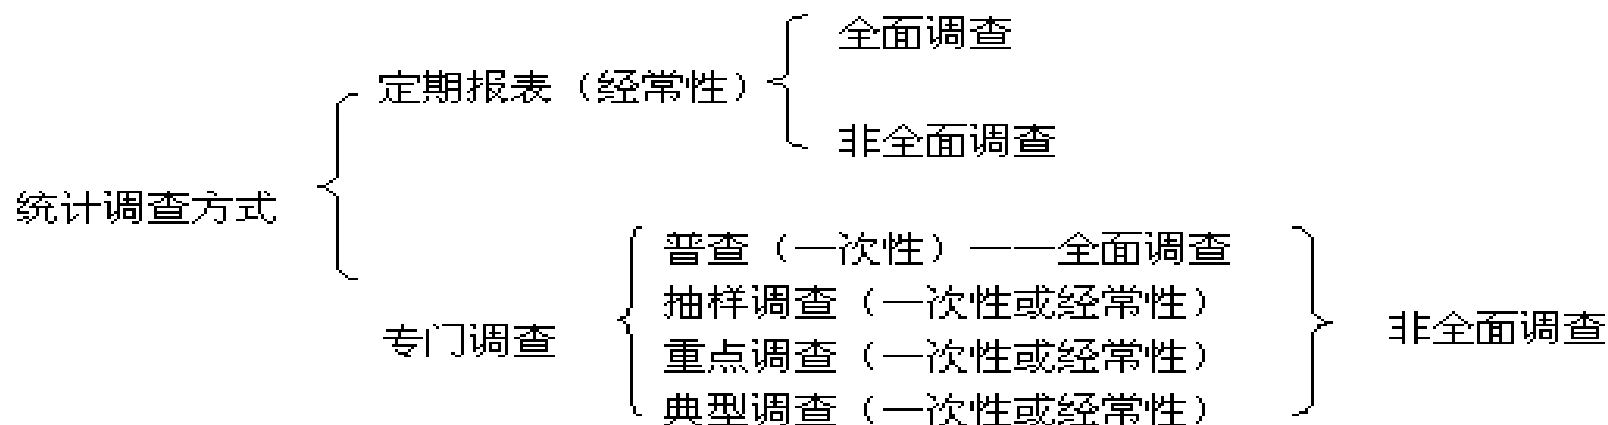 全面调查
定期报表（经常性）
非全面调查
统计调查方式
普查（一次性）——全面调查
抽样调查（一次性或经常性）
专门调查
非全面调查
重点调查（一次性或经常性）
典型调查（一次性或经常性）